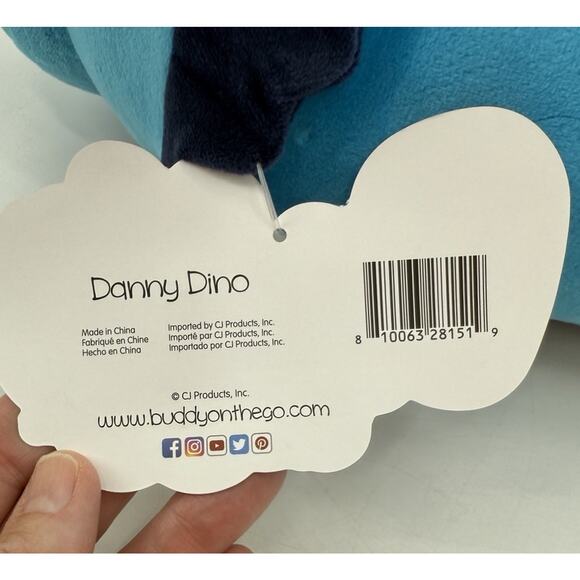 Danny Dino
Made in China
Fabriqué en Chine
Hecho en China
Imported by CJ Products, Inc.
Importé par CJ Products, Inc.
Importado por CJ Products, Inc.
8 10063 28151 9
© CJ Products, Inc.
www.buddyonthego.com